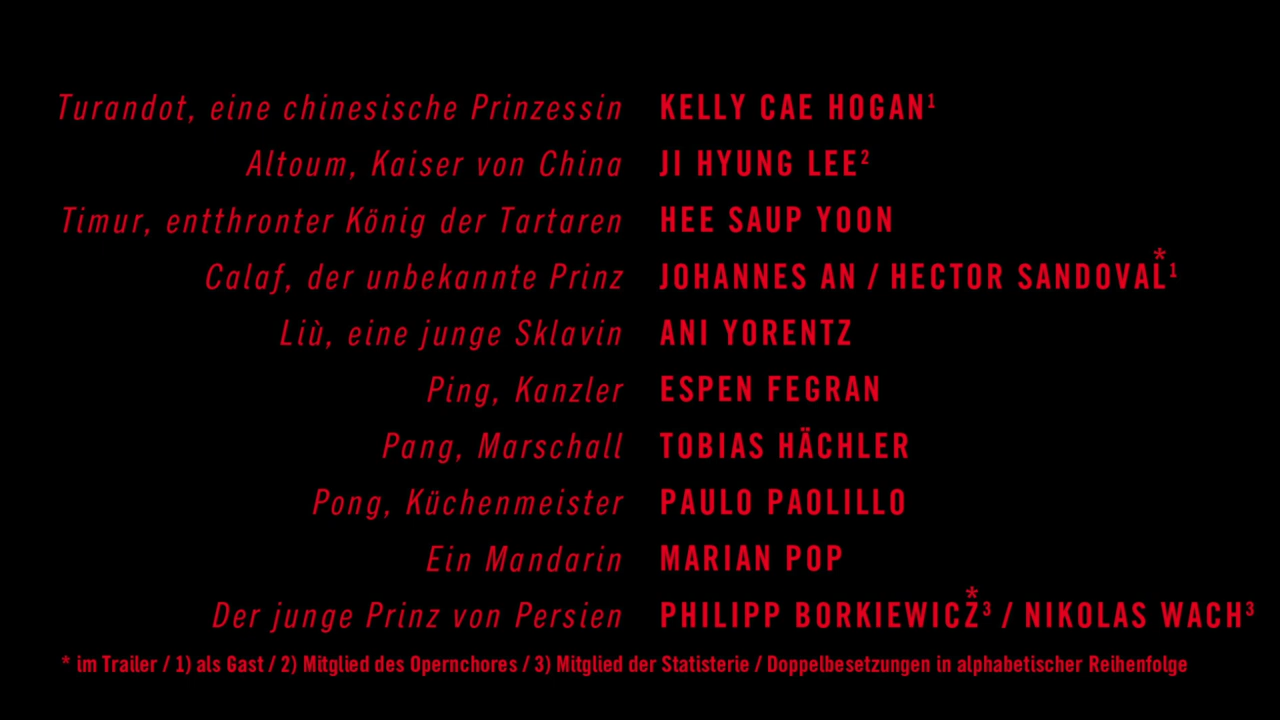 Turandot, eine chinesische Prinzessin KELLY CAE HOGAN¹
Altoum, Kaiser von China JI HYUNG LEE²
Timur, entthronter König der Tartaren HEE SAUP YOON
Calaf, der unbekannte Prinz JOHANNES AN / HECTOR SANDOVAL*¹
Liù, eine junge Sklavin ANI YORENTZ
Ping, Kanzler ESPEN FEGRAN
Pang, Marschall TOBIAS HÄCHLER
Pong, Küchenmeister PAULO PAOLILLO
Ein Mandarin MARIAN POP
Der junge Prinz von Persien PHILIPP BORKIEWICZ*³ / NIKOLAS WACH³
* im Trailer / 1) als Gast / 2) Mitglied des Opernchores / 3) Mitglied der Statisterie / Doppelbesetzungen in alphabetischer Reihenfolge